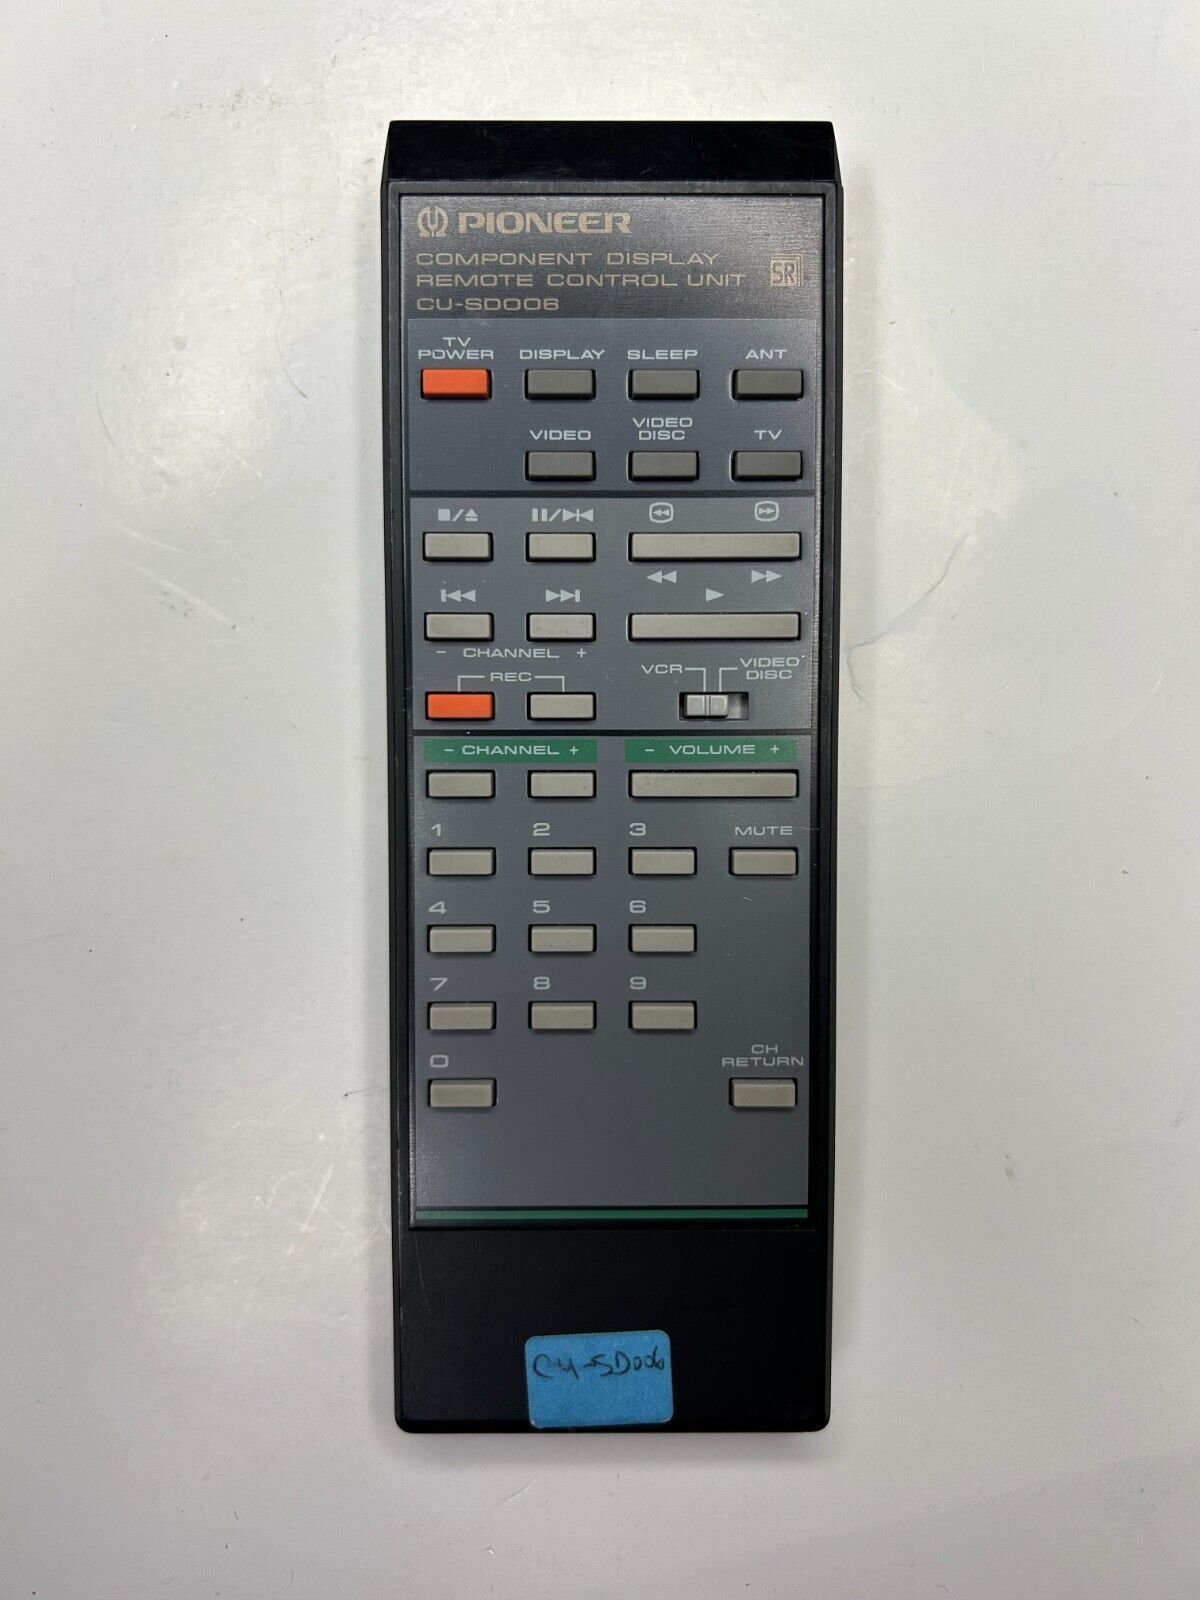 PIONEER
COMPONENT DISPLAY
REMOTE CONTROL UNIT SR
CU-SD006
TV
POWER DISPLAY SLEEP ANT
VIDEO VIDEO
DISC TV
■/⏏ ⏸/▶I◀ ◀◀ ▶▶
◀◀ ▶▶
I◀◀ ▶▶I ▶
- CHANNEL +
REC VCR VIDEO
DISC
- CHANNEL + - VOLUME +
1 2 3 MUTE
4 5 6
7 8 9
0 CH
RETURN
CU-SD006